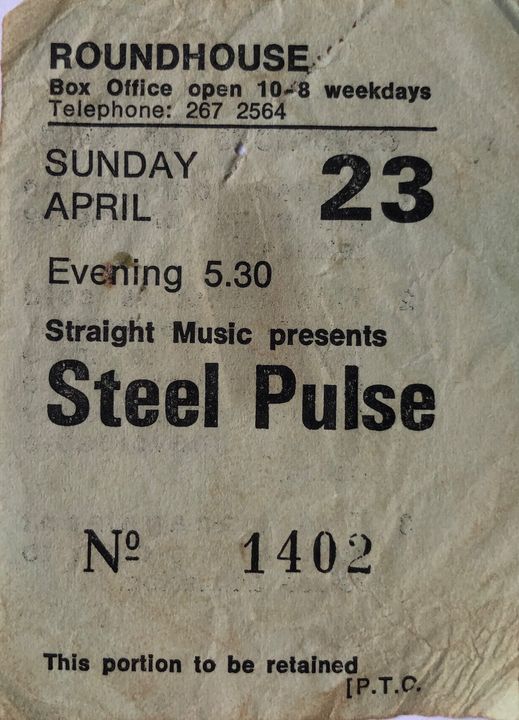 ROUNDHOUSE
Box Office open 10-8 weekdays
Telephone: 267 2564
SUNDAY 23
APRIL
Evening 5.30
Straight Music presents
Steel Pulse
Nº 1402
This portion to be retained
[P.T.O.